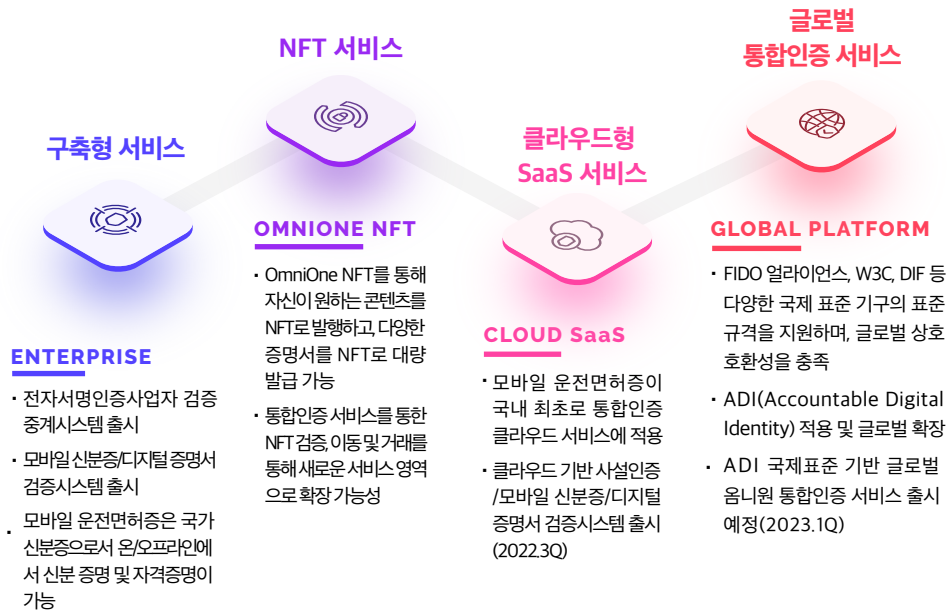 구축형 서비스
ENTERPRISE
· 전자서명인증사업자 검증
중계시스템 출시
· 모바일 신분증/디지털 증명서
검증시스템 출시
· 모바일 운전면허증은 국가
신분증으로서 온/오프라인에
서 신분 증명 및 자격증명이
가능
NFT 서비스
OMNIONE NFT
· OmniOne NFT를 통해
자신이 원하는 콘텐츠를
NFT로 발행하고, 다양한
증명서를 NFT로 대량
발급 가능
· 통합인증 서비스를 통한
NFT 검증, 이동 및 거래를
통해 새로운 서비스 영역
으로 확장 가능성
클라우드형
SaaS 서비스
CLOUD SaaS
· 모바일 운전면허증이
국내 최초로 통합인증
클라우드 서비스에 적용
· 클라우드 기반 사설인증
/모바일 신분증/디지털
증명서 검증시스템 출시
(2022.3Q)
글로벌
통합인증 서비스
GLOBAL PLATFORM
· FIDO 얼라이언스, W3C, DIF 등
다양한 국제 표준 기구의 표준
규격을 지원하며, 글로벌 상호
호환성을 충족
· ADI(Accountable Digital
Identity) 적용 및 글로벌 확장
· ADI 국제표준 기반 글로벌
옴니원 통합인증 서비스 출시
예정(2023.1Q)